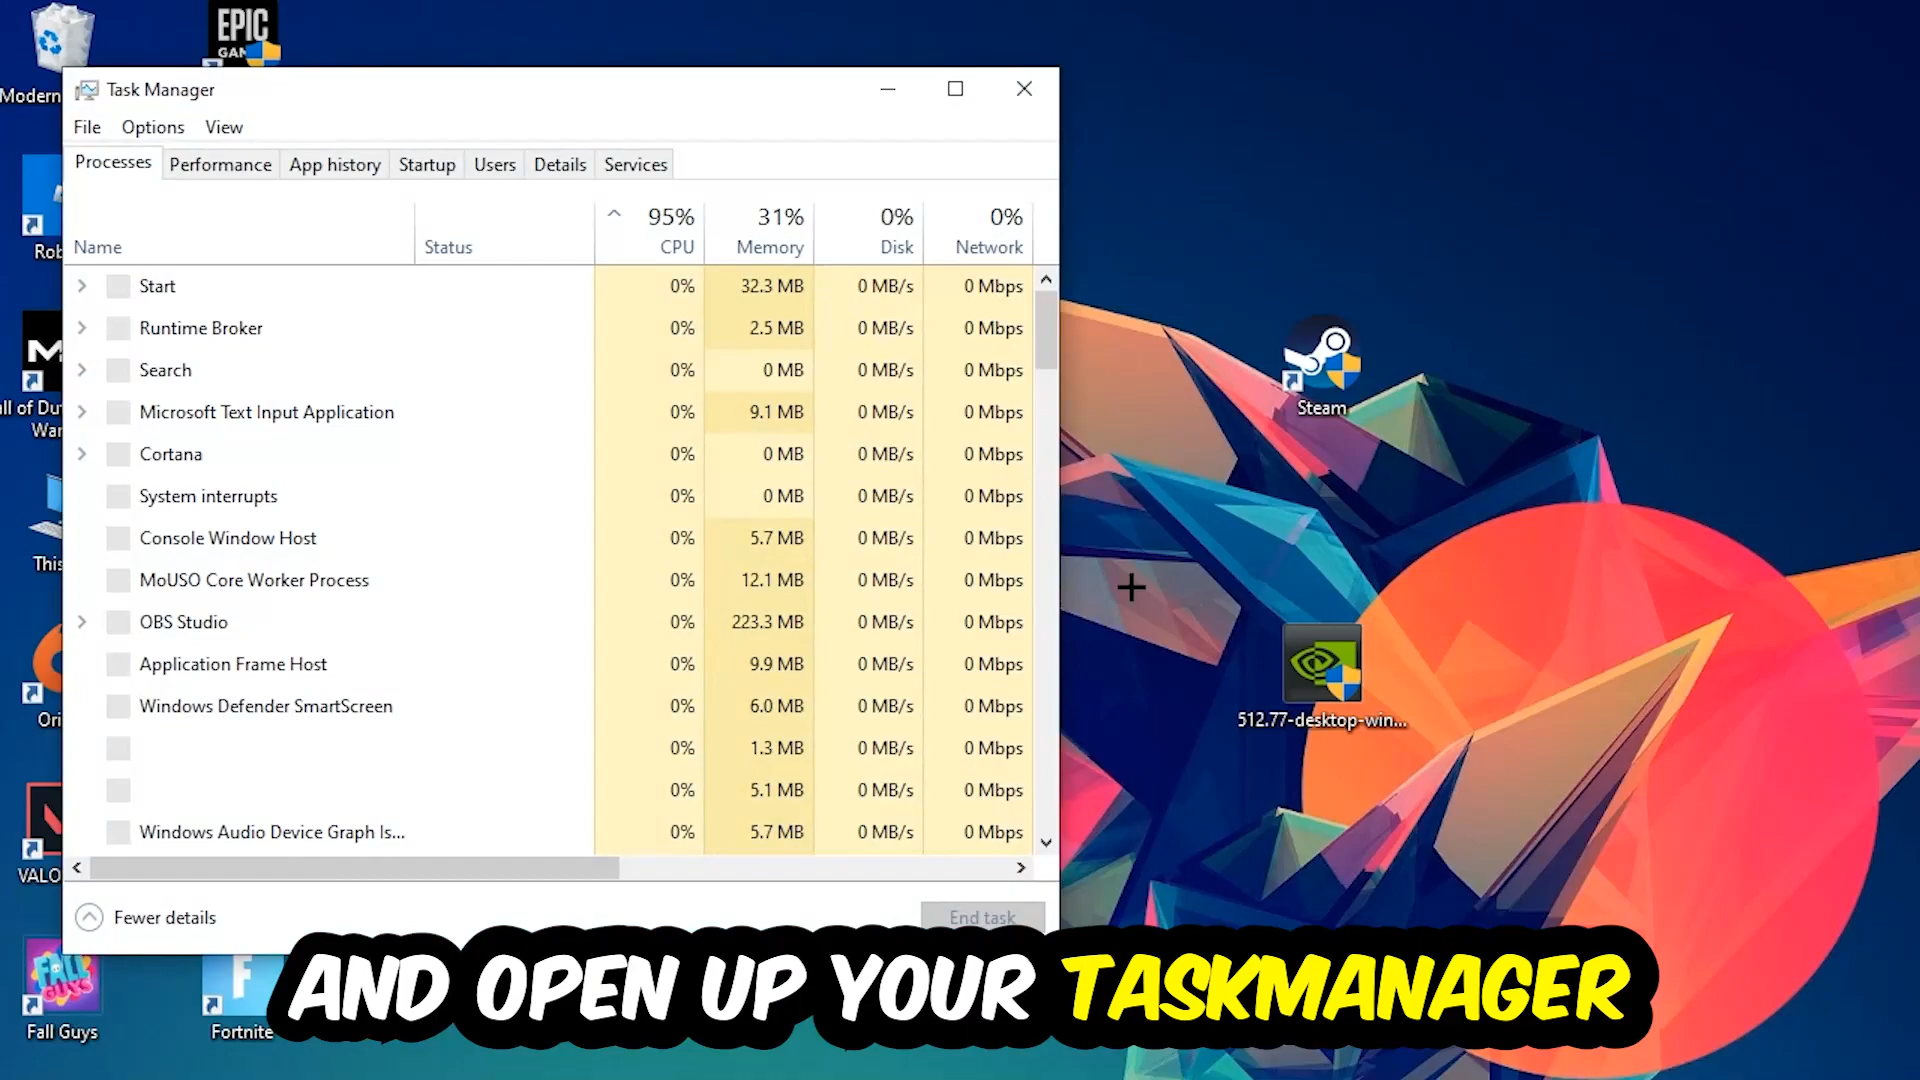 EPIC
GAM
Modern
Rob
all of Du
War
This
Ori
VALO
FALL
GUYS
Fall Guys
F
Fortnite
Task Manager
File Options View
Processes Performance App history Startup Users Details Services
95% 31% 0% 0%
Name Status CPU Memory Disk Network
Start 0% 32.3 MB 0 MB/s 0 Mbps
Runtime Broker 0% 2.5 MB 0 MB/s 0 Mbps
Search 0% 0 MB 0 MB/s 0 Mbps
Microsoft Text Input Application 0% 9.1 MB 0 MB/s 0 Mbps
Cortana 0% 0 MB 0 MB/s 0 Mbps
System interrupts 0% 0 MB 0 MB/s 0 Mbps
Console Window Host 0% 5.7 MB 0 MB/s 0 Mbps
MoUSO Core Worker Process 0% 12.1 MB 0 MB/s 0 Mbps
OBS Studio 0% 223.3 MB 0 MB/s 0 Mbps
Application Frame Host 0% 9.9 MB 0 MB/s 0 Mbps
Windows Defender SmartScreen 0% 6.0 MB 0 MB/s 0 Mbps
0% 1.3 MB 0 MB/s 0 Mbps
0% 5.1 MB 0 MB/s 0 Mbps
Windows Audio Device Graph Is... 0% 5.7 MB 0 MB/s 0 Mbps
Fewer details End task
Steam
512.77-desktop-win...
AND OPEN UP YOUR TASKMANAGER